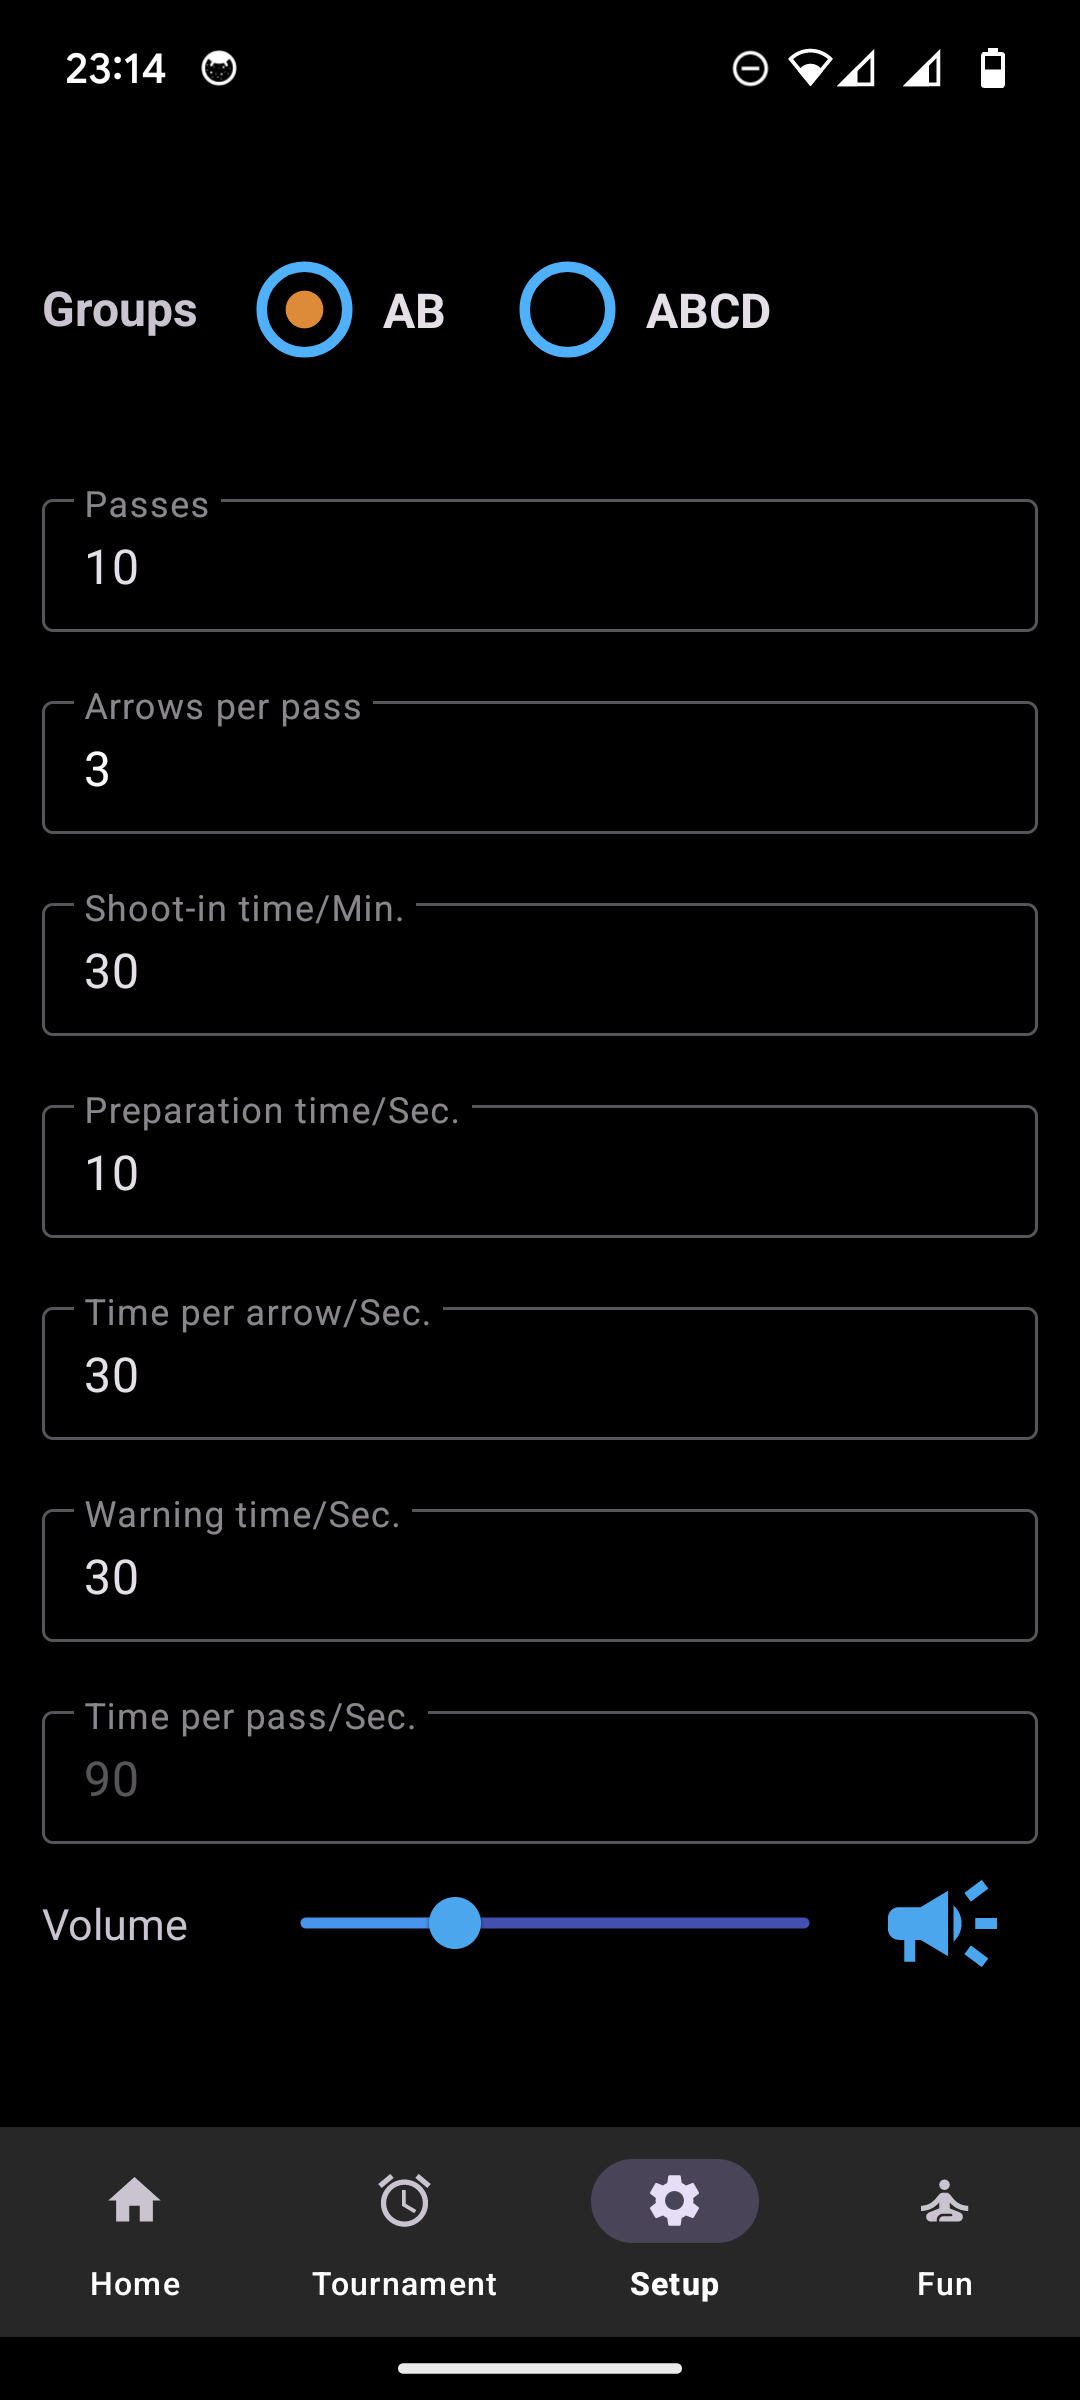 23:14
Groups AB ABCD
Passes
10
Arrows per pass
3
Shoot-in time/Min.
30
Preparation time/Sec.
10
Time per arrow/Sec.
30
Warning time/Sec.
30
Time per pass/Sec.
90
Volume
Home Tournament Setup Fun